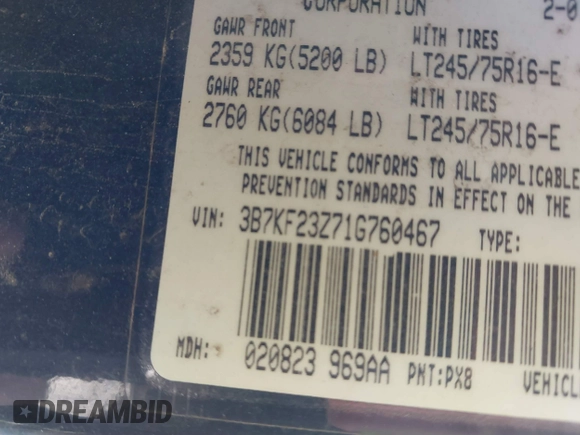 CORPORATION 2-0
GAWR FRONT WITH TIRES
2359 KG(5200 LB) LT245/75R16-E
GAWR REAR WITH TIRES
2760 KG(6084 LB) LT245/75R16-E
THIS VEHICLE CONFORMS TO ALL APPLICABLE
PREVENTION STANDARDS IN EFFECT ON THE
VIN: 3B7KF23Z71G760467 TYPE:
MDH: 020823 969AA PNT:PX8 VEHICL
DREAMBID